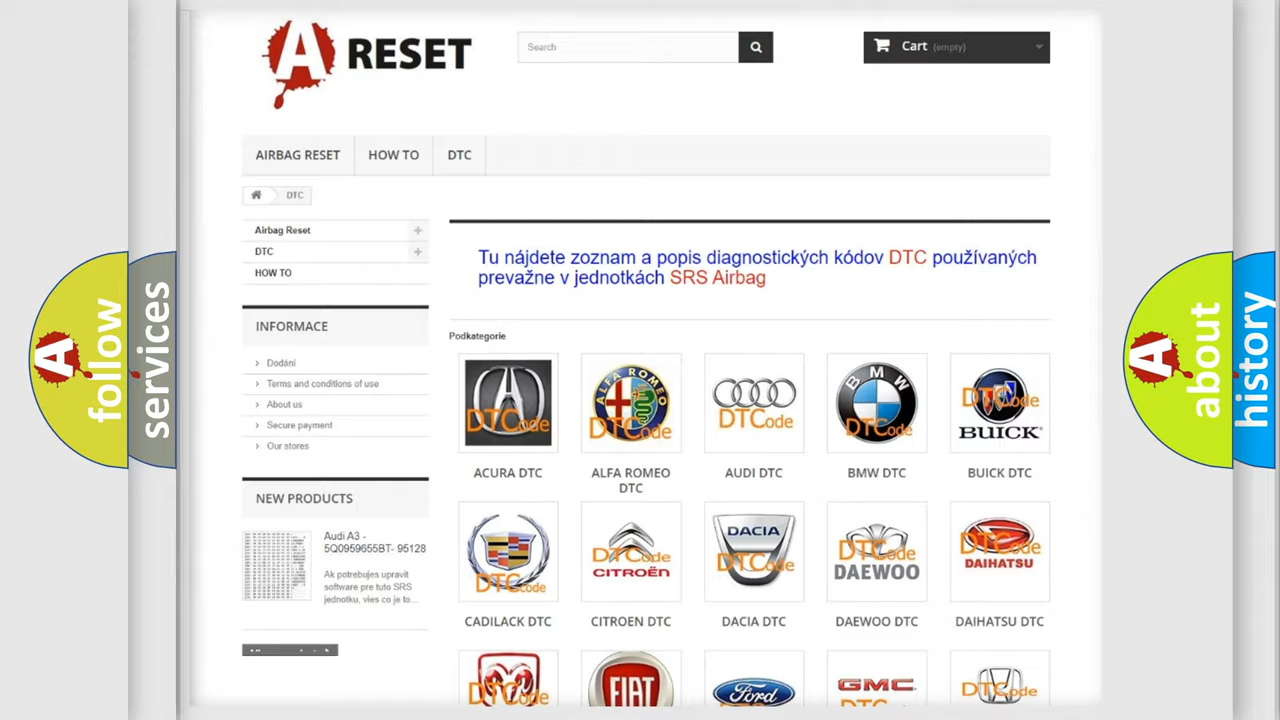 A RESET
Search
Cart (empty)
AIRBAG RESET
HOW TO
DTC
DTC
Airbag Reset
DTC
HOW TO
Tu nájdete zoznam a popis diagnostických kódov DTC používaných
prevažne v jednotkách SRS Airbag
INFORMACE
Dodání
Terms and conditions of use
About us
Secure payment
Our stores
NEW PRODUCTS
Audi A3 -
5Q0959655BT- 95128
Ak potrebujes upravit
software pre tuto SRS
jednotku, vies co je to...
Podkategorie
DTCode
ALFA ROMEO
DTCode
DTCode
BMW
DTCode
DTCode
BUICK
ACURA DTC
ALFA ROMEO
DTC
AUDI DTC
BMW DTC
BUICK DTC
DTCode
DTCode
CITROËN
DACIA
DTCode
DTCode
DAEWOO
DTCode
DAIHATSU
CADILACK DTC
CITROEN DTC
DACIA DTC
DAEWOO DTC
DAIHATSU DTC
DTCode
FIAT
Ford
GMC
DTCode
A
follow
services
A
about
history